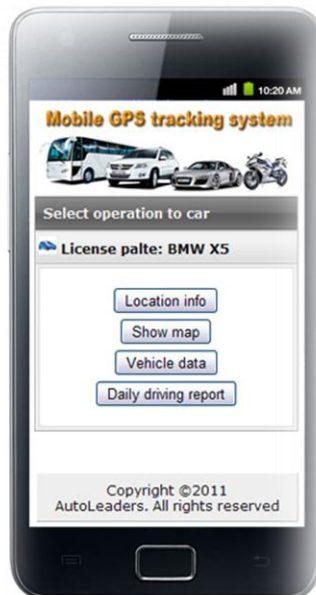 10:20 AM
Mobile GPS tracking system
Select operation to car
License palte: BMW X5
Location info
Show map
Vehicle data
Daily driving report
Copyright ©2011
AutoLeaders. All rights reserved